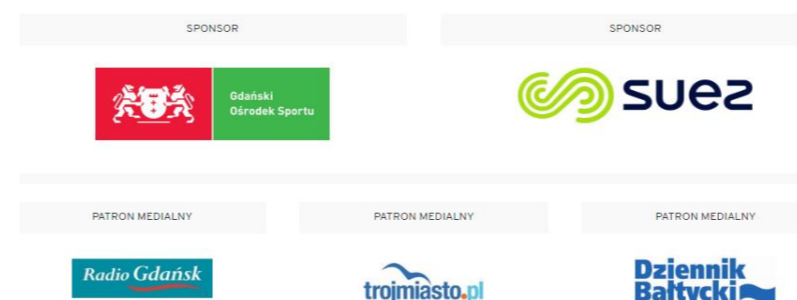 SPONSOR
SPONSOR
Gdański
Ośrodek Sportu
suez
PATRON MEDIALNY
PATRON MEDIALNY
PATRON MEDIALNY
Radio Gdańsk
trojmiasto.pl
Dziennik
Bałtycki